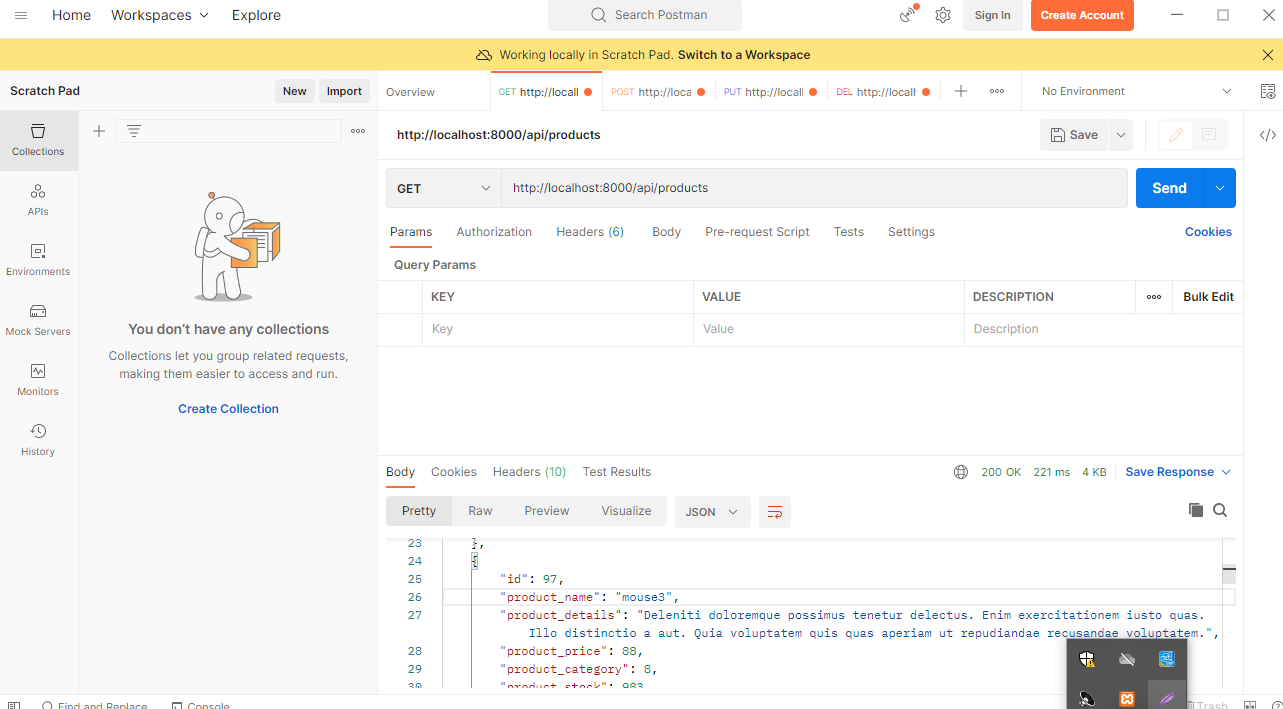 Home Workspaces Explore Search Postman Sign In Create Account
Working locally in Scratch Pad. Switch to a Workspace
Scratch Pad New Import Overview GET http://locall POST http://loca PUT http://locall DEL http://localh No Environment
Collections
http://localhost:8000/api/products Save
APIs
GET http://localhost:8000/api/products Send
Params Authorization Headers (6) Body Pre-request Script Tests Settings Cookies
Environments
Query Params
KEY VALUE DESCRIPTION Bulk Edit
Key Value Description
Mock Servers
You don't have any collections
Collections let you group related requests,
making them easier to access and run.
Create Collection
Monitors
History
Body Cookies Headers (10) Test Results 200 OK 221 ms 4 KB Save Response
Pretty Raw Preview Visualize JSON
23 },
24 {
25 "id": 97,
26 "product_name": "mouse3",
27 "product_details": "Deleniti doloremque possimus tenetur delectus. Enim exercitationem iusto quas.
Illo distinctio a aut. Quia voluptatem quis quas aperiam ut repudiandae recusandae voluptatem.",
28 "product_price": 88,
29 "product_category": 8,
30 "product_stock": 983
Find and Replace Console Trash